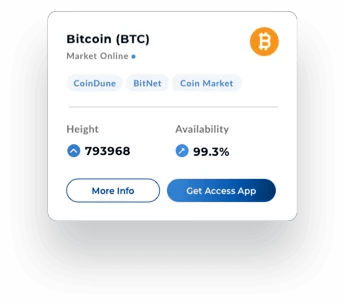 Bitcoin (BTC)
Market Online
CoinDune BitNet Coin Market
Height Availability
793968 99.3%
More Info Get Access App